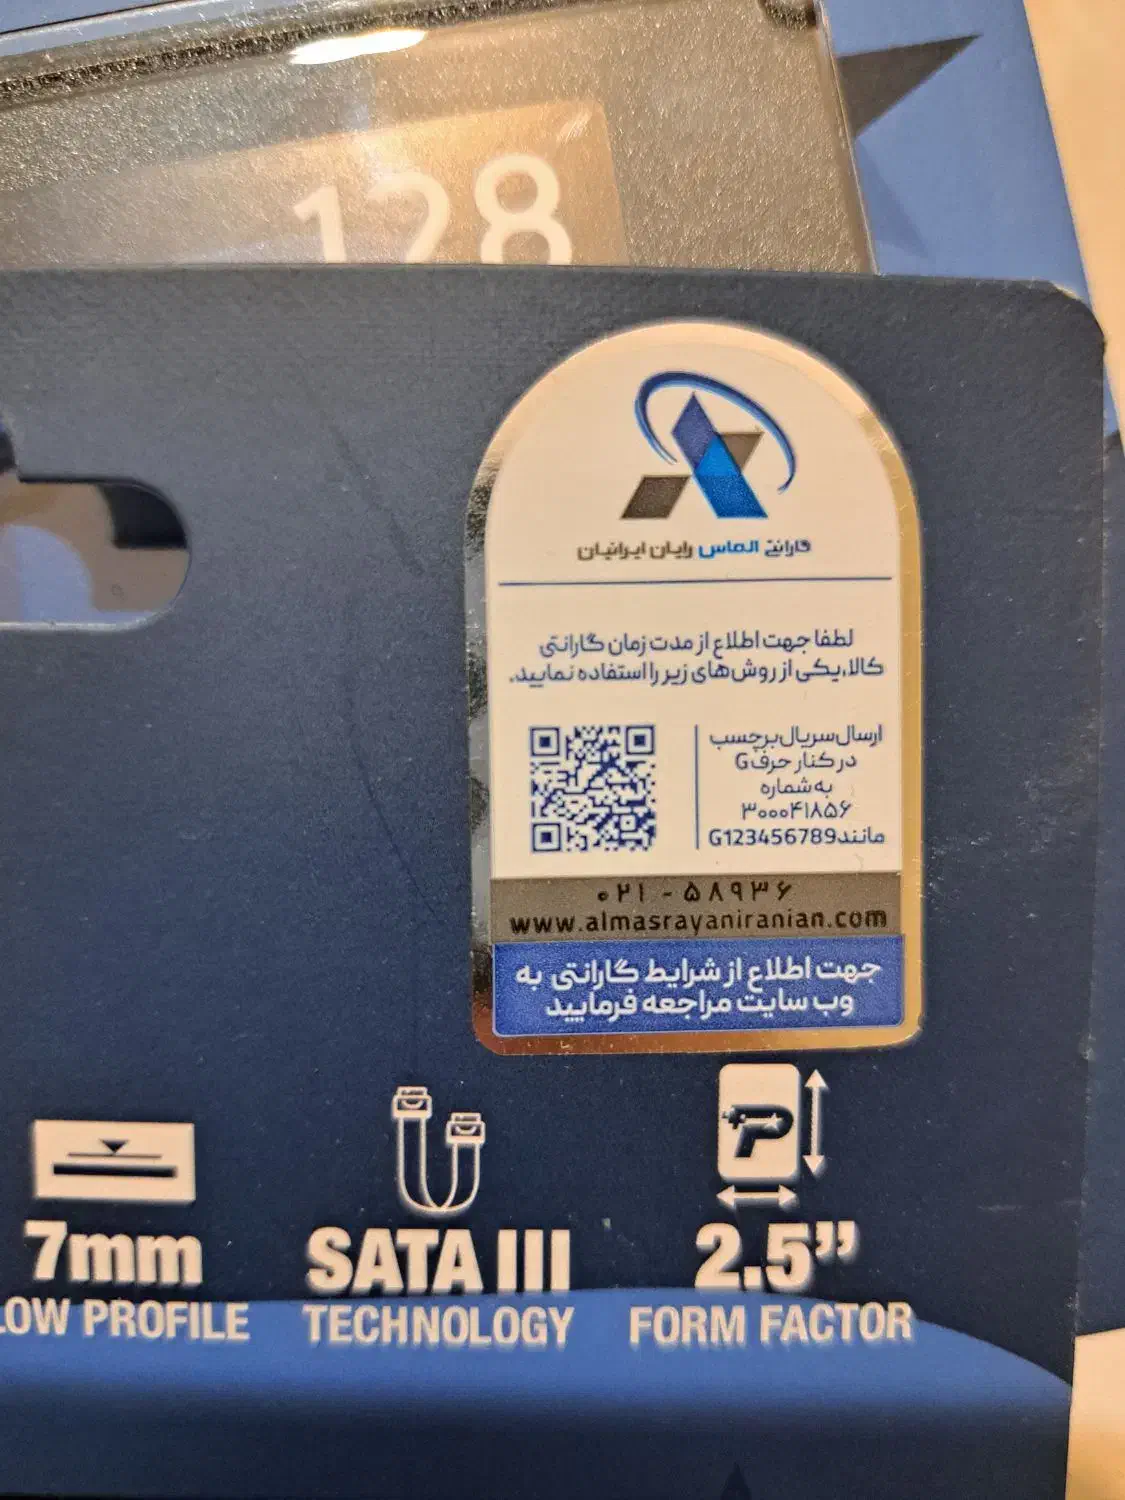 128
گارانتی الماس رایان ایرانیان
لطفا جهت اطلاع از مدت زمان گارانتی
کالا،یکی از روش‌های زیر را استفاده نمایید.
ارسال سریال برچسب
در کنار حرف G
به شماره
۳۰۰۰۴۱۸۵۶
مانند G123456789
۰۲۱ - ۵۸۹۳۶
www.almasrayaniranian.com
جهت اطلاع از شرایط گارانتی به
وب سایت مراجعه فرمایید
7mm
LOW PROFILE
SATA III
TECHNOLOGY
2.5”
FORM FACTOR